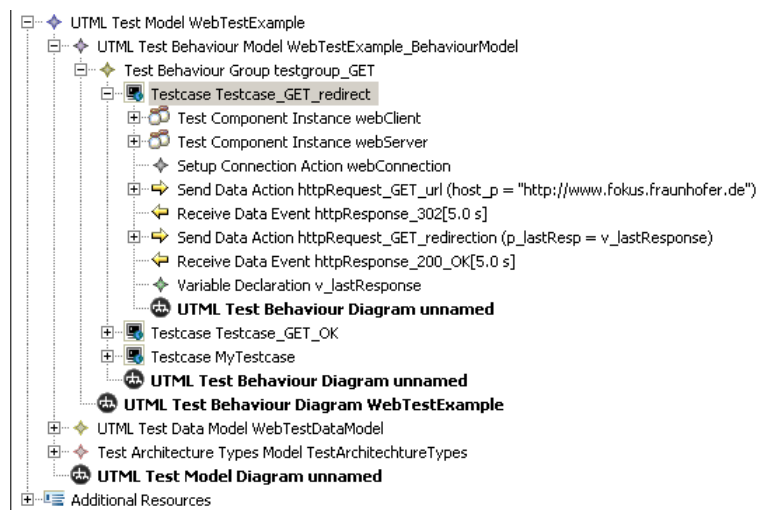 UTML Test Model WebTestExample
UTML Test Behaviour Model WebTestExample_BehaviourModel
Test Behaviour Group testgroup_GET
Testcase Testcase_GET_redirect
Test Component Instance webClient
Test Component Instance webServer
Setup Connection Action webConnection
Send Data Action httpRequest_GET_url (host_p = "http://www.fokus.fraunhofer.de")
Receive Data Event httpResponse_302[5.0 s]
Send Data Action httpRequest_GET_redirection (p_lastResp = v_lastResponse)
Receive Data Event httpResponse_200_OK[5.0 s]
Variable Declaration v_lastResponse
UTML Test Behaviour Diagram unnamed
Testcase Testcase_GET_OK
Testcase MyTestcase
UTML Test Behaviour Diagram unnamed
UTML Test Behaviour Diagram WebTestExample
UTML Test Data Model WebTestDataModel
Test Architecture Types Model TestArchitechtureTypes
UTML Test Model Diagram unnamed
Additional Resources